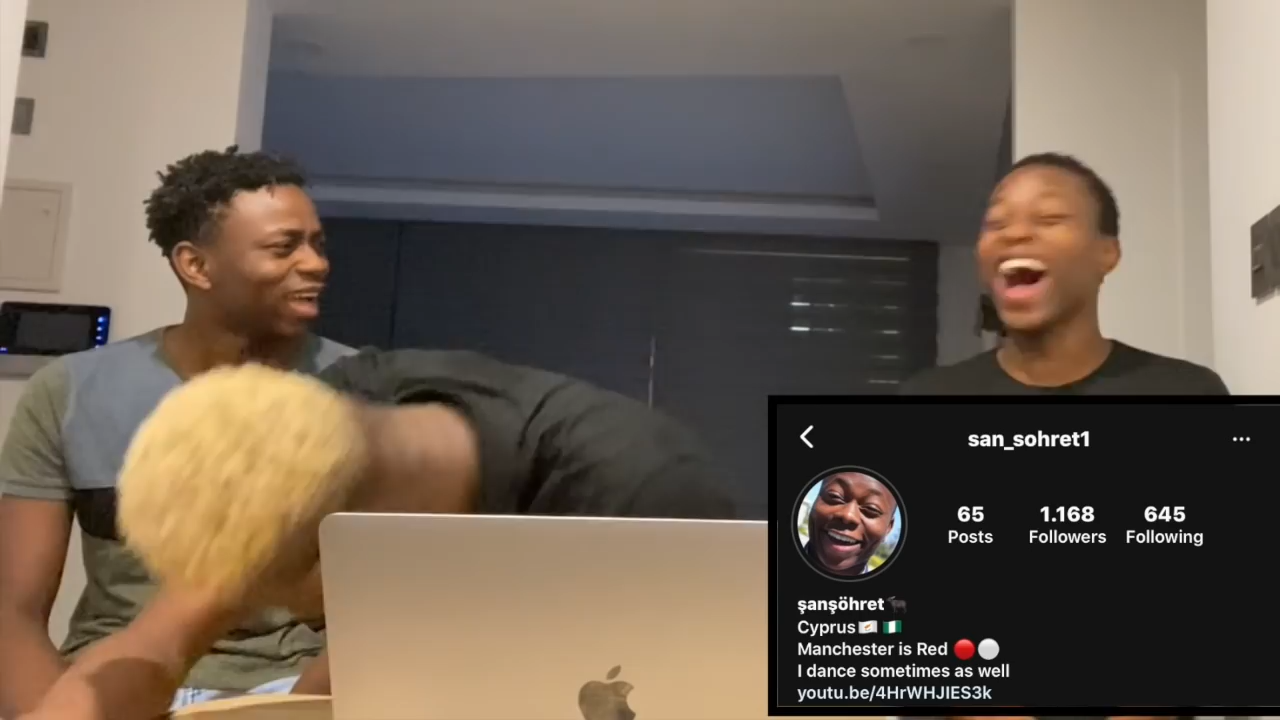 san_sohret1
65
1.168
645
Posts
Followers
Following
şanşöhret
Cyprus
Manchester is Red
I dance sometimes as well
youtu.be/4HrWHJIES3k